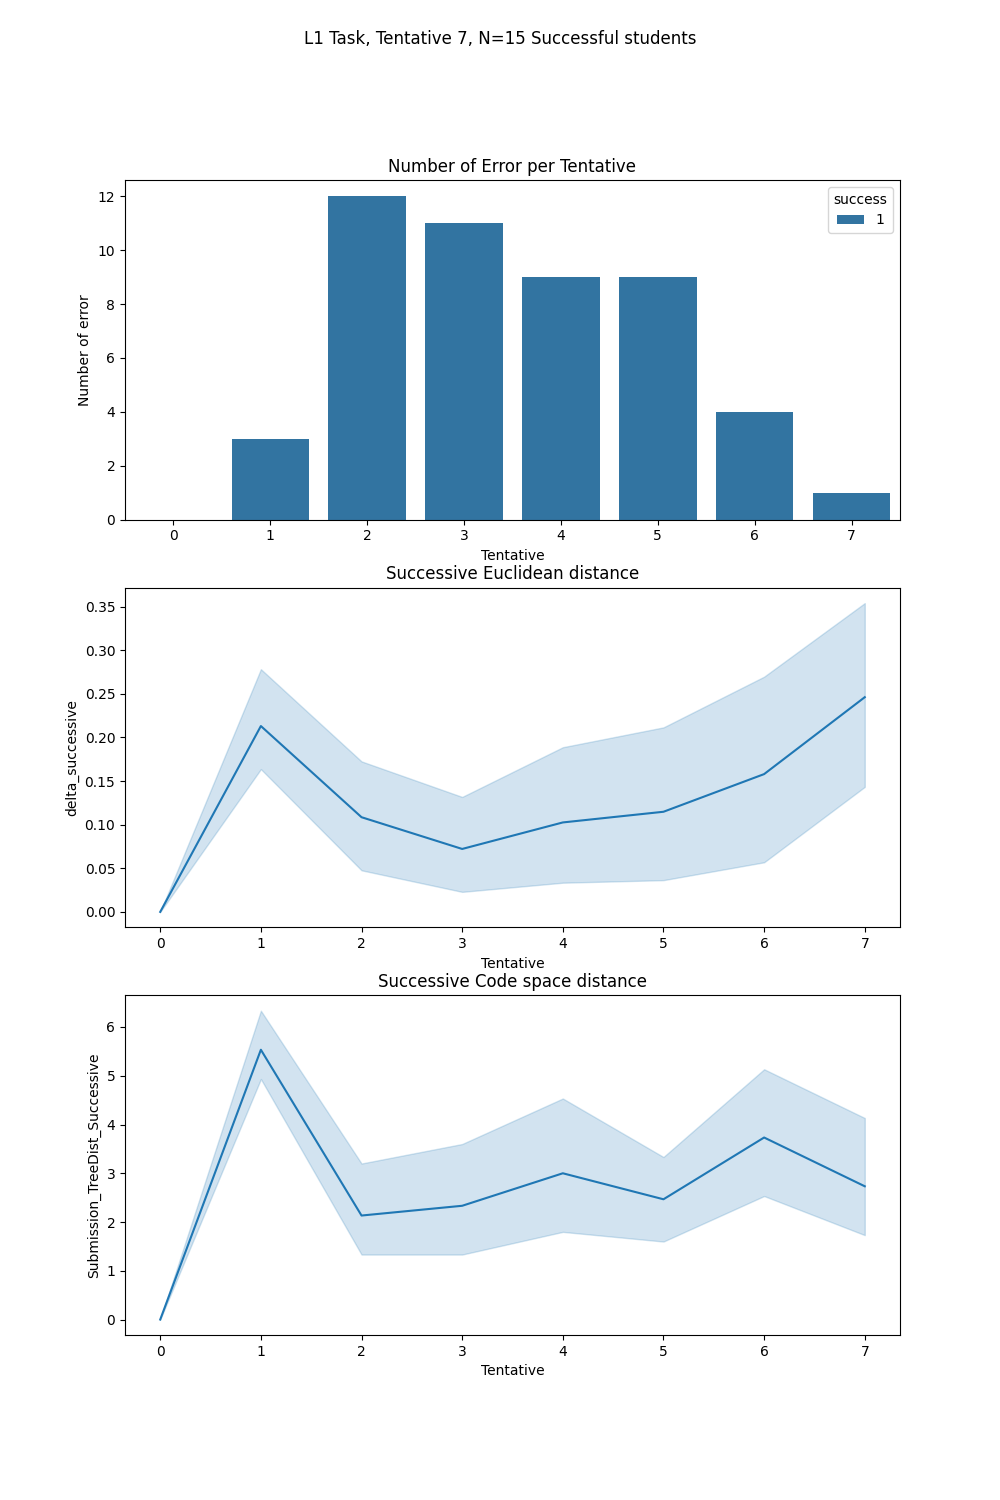 L1 Task, Tentative 7, N=15 Successful students
Number of Error per Tentative
success
1
Number of error
12
10
8
6
4
2
0
0 1 2 3 4 5 6 7
Tentative
Successive Euclidean distance
delta_successive
0.35
0.30
0.25
0.20
0.15
0.10
0.05
0.00
0 1 2 3 4 5 6 7
Tentative
Successive Code space distance
Submission_TreeDist_Successive
6
5
4
3
2
1
0
0 1 2 3 4 5 6 7
Tentative